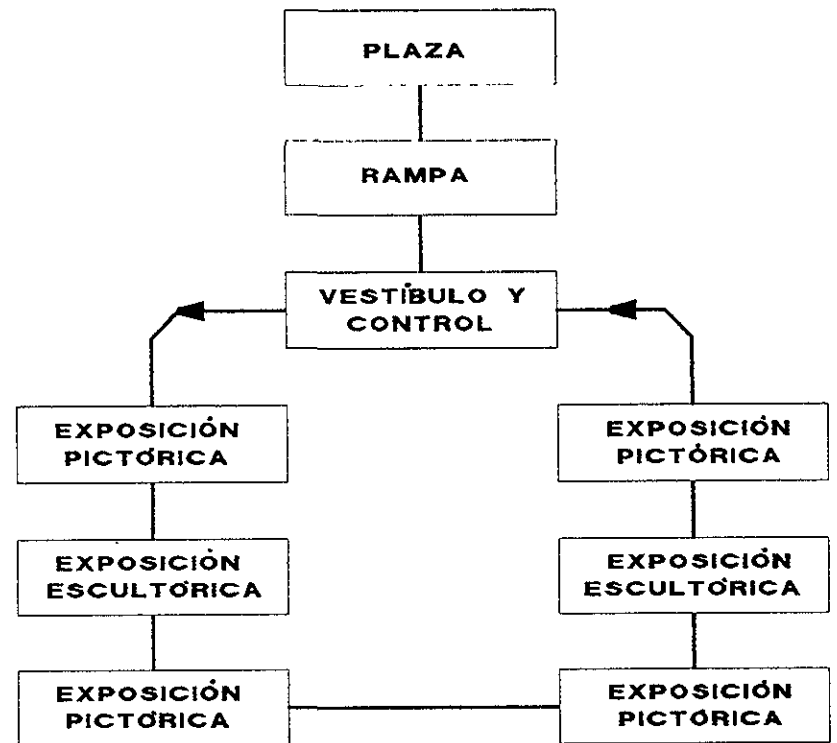 PLAZA
RAMPA
VESTÍBULO Y
CONTROL
EXPOSICIÓN
PICTÓRICA
EXPOSICIÓN
PICTÓRICA
EXPOSICIÓN
ESCULTÓRICA
EXPOSICIÓN
ESCULTÓRICA
EXPOSICIÓN
PICTÓRICA
EXPOSICIÓN
PICTÓRICA